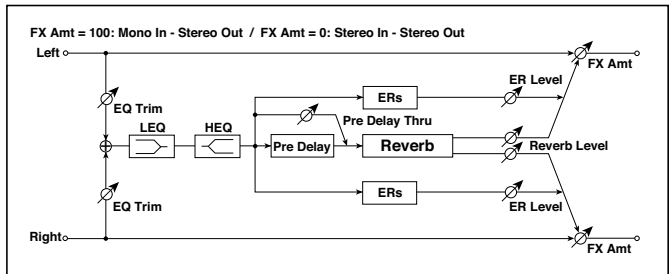 FX Amt = 100: Mono In - Stereo Out / FX Amt = 0: Stereo In - Stereo Out
Left
FX Amt
EQ Trim
ERs
ER Level
Pre Delay Thru
LEQ
HEQ
Pre Delay
Reverb
Reverb Level
ERs
EQ Trim
ER Level
Right
FX Amt